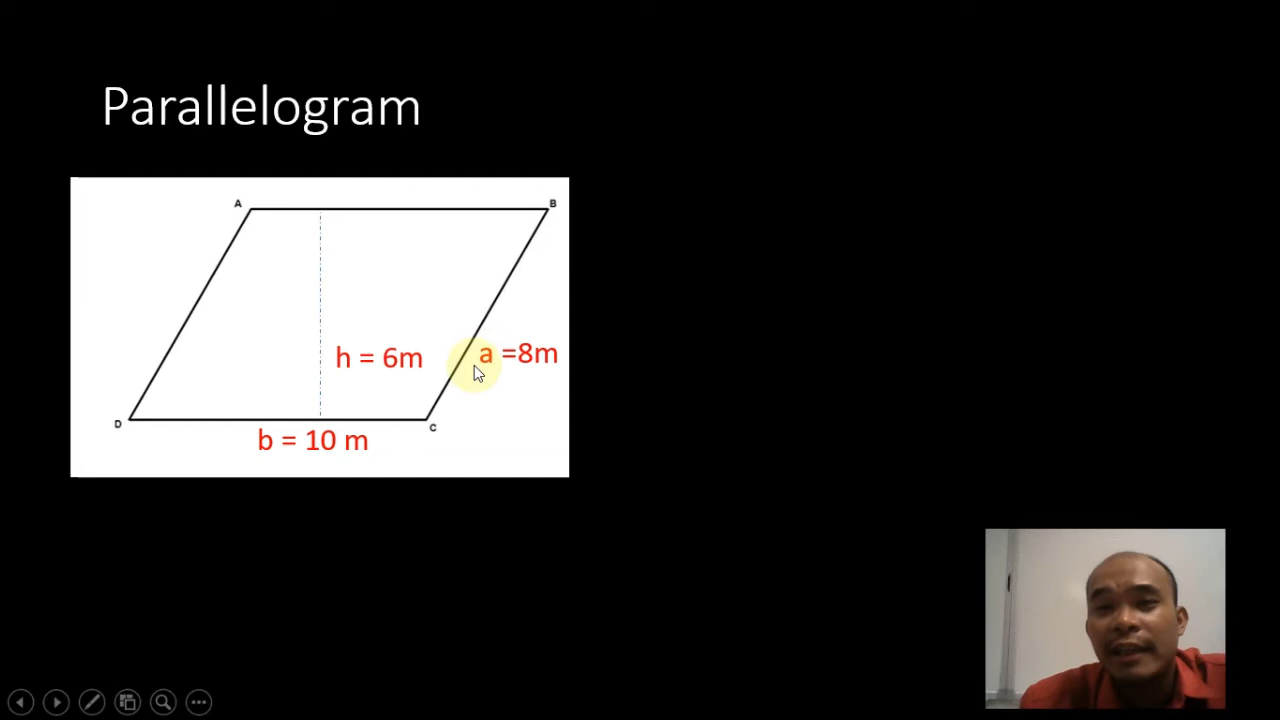 Parallelogram
A
B
h = 6m
a =8m
D
C
b = 10 m